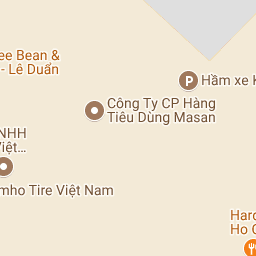 ee Bean &
- Lê Duẩn
P
Hầm xe K
Công Ty CP Hàng
Tiêu Dùng Masan
NHH
Việt...
mho Tire Việt Nam
Hard
Ho C